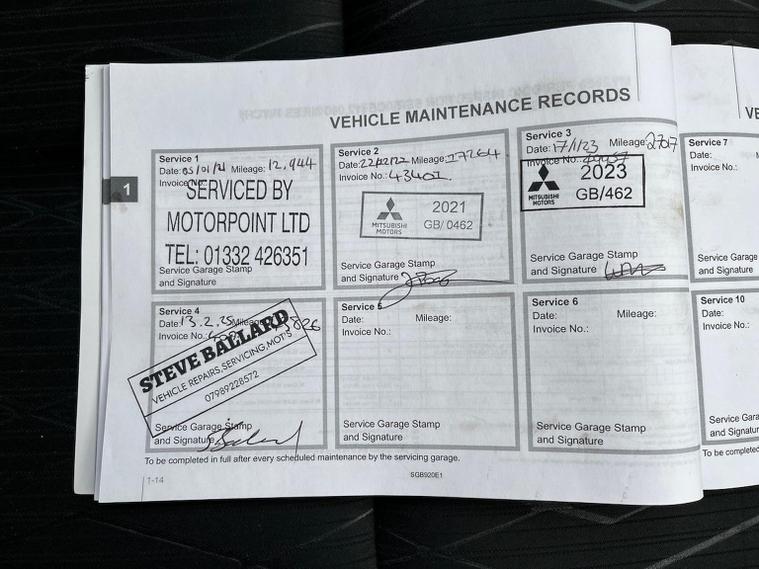 VEHICLE MAINTENANCE RECORDS
1
Service 1
Date: 05/01/21 Mileage: 12,944
Invoice No.:
SERVICED BY
MOTORPOINT LTD
TEL: 01332 426351
Service Garage Stamp
and Signature
Service 2
Date: 22/02/22 Mileage: 17264
Invoice No.: 43401
MITSUBISHI
MOTORS
2021
GB/ 0462
Service Garage Stamp
and Signature
Service 3
Date: 17/1/23 Mileage:
Invoice No.:
MITSUBISHI
MOTORS
2023
GB/462
Service Garage Stamp
and Signature
Service 7
Date:
Invoice No.:
Service 4
Date: 13.2.25 Mileage:
Invoice No.:
STEVE BALLARD
VEHICLE REPAIRS, SERVICING, MOT'S
07989228572
Service Garage Stamp
and Signature
Service 5
Date: Mileage:
Invoice No.:
Service Garage Stamp
and Signature
Service 6
Date: Mileage:
Invoice No.:
Service Garage Stamp
and Signature
Service 10
Date:
Invoice No.:
Service Gara
and Signatur
To be completed in full after every scheduled maintenance by the servicing garage.
To be completed
1-14
SGB920E1